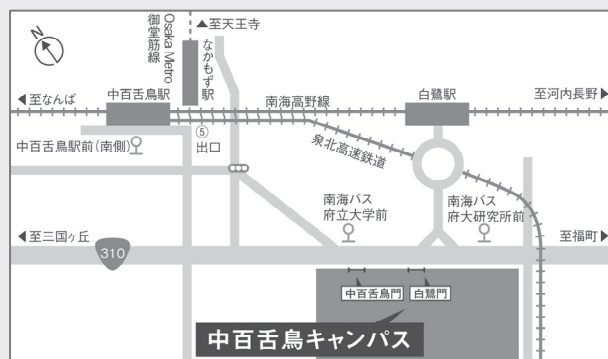 ▲至天王寺
Osaka Metro
御堂筋線
なかもず駅
◀至なんば
中百舌鳥駅
南海高野線
白鷺駅
至河内長野▶
⑤
出口
中百舌鳥駅前(南側)
泉北高速鉄道
南海バス
府立大学前
南海バス
府大研究所前
◀至三国ヶ丘
310
至福町▶
中百舌鳥門
白鷺門
中百舌鳥キャンパス